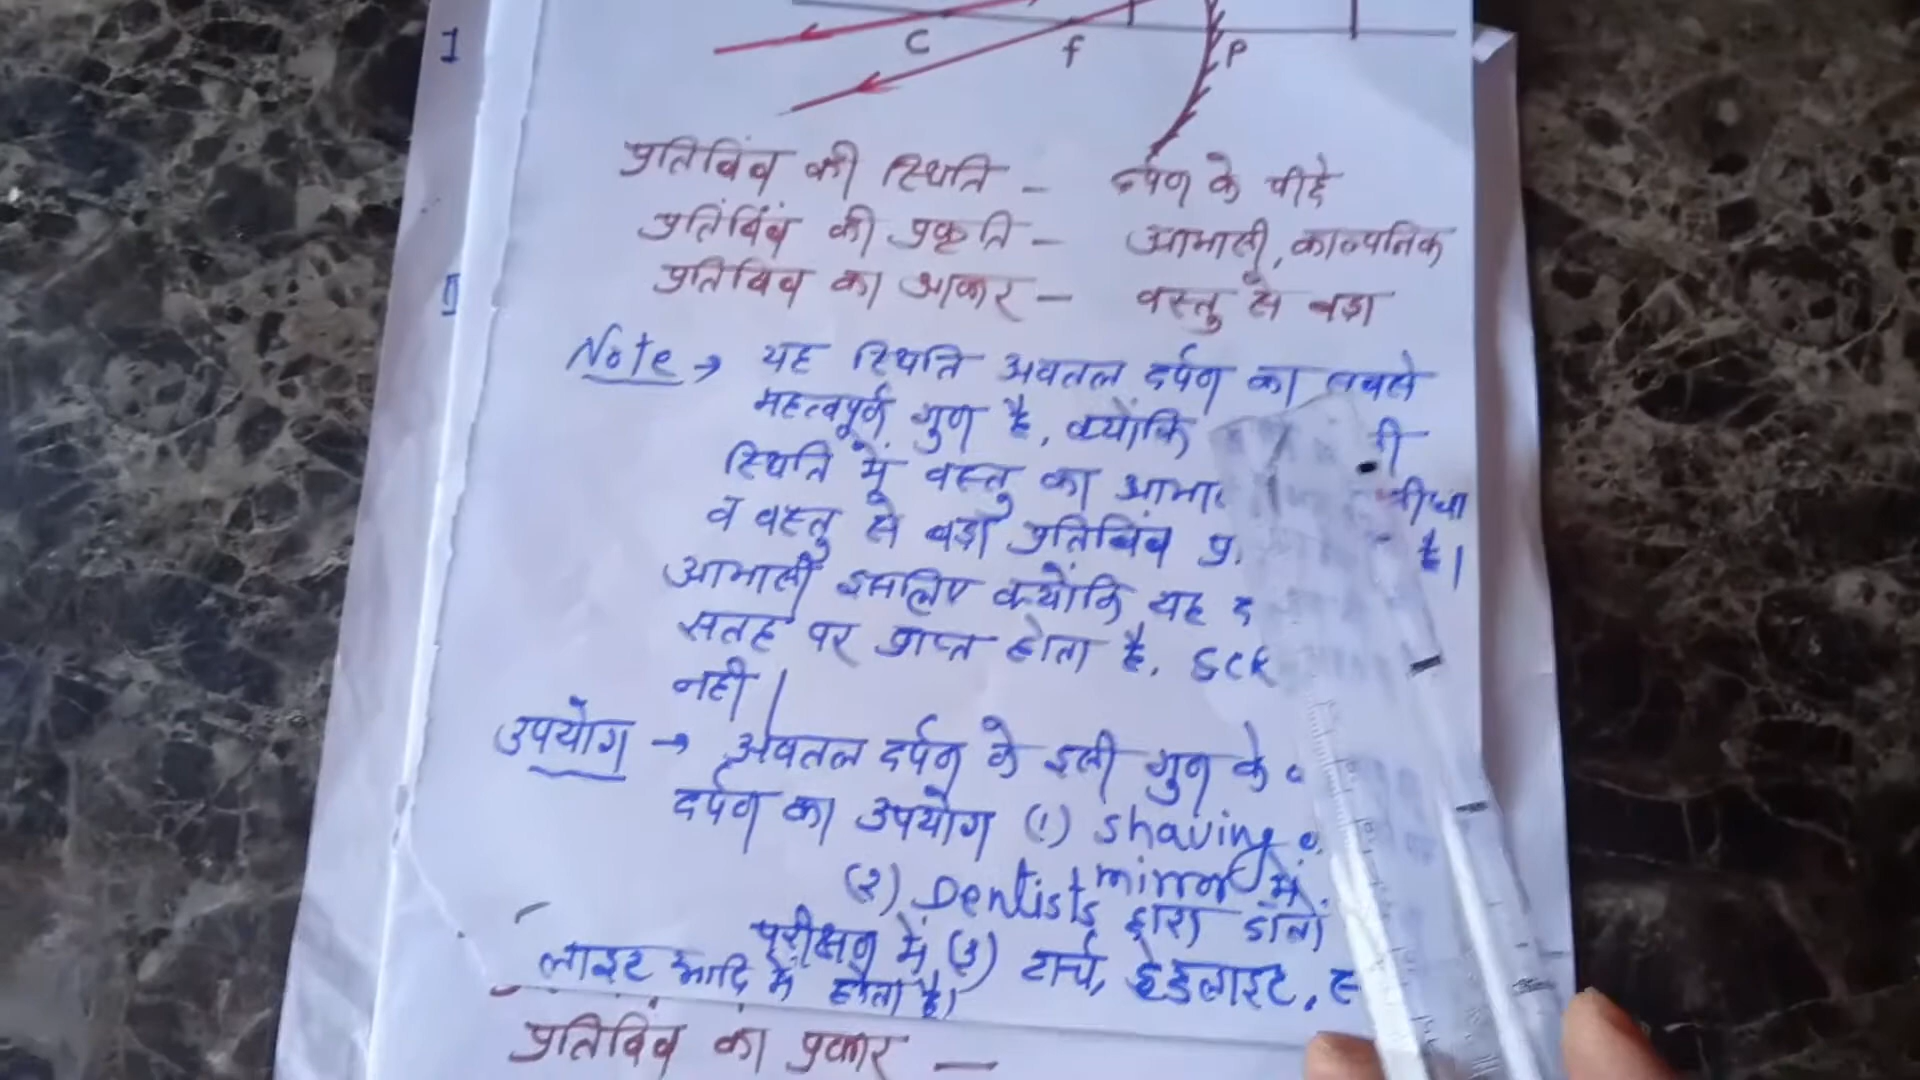 I
C f P
प्रतिबिंब की स्थिति - दर्पण के पीछे
प्रतिबिंब की प्रकृति - आभासी, काल्पनिक
II
प्रतिबिंब का आकार - वस्तु से बड़ा
Note → यह स्थिति अवतल दर्पण का सबसे
महत्वपूर्ण गुण है, क्योंकि
स्थिति में वस्तु का
व वस्तु से बड़ा प्रतिबिंब है।
आभासी इसलिए क्योंकि यह
सतह पर प्राप्त होता है,
नही।
उपयोग → अवतल दर्पण के इसी गुण के
दर्पण का उपयोग (1) shaving
mirror में,
(2) Dentists द्वारा
परीक्षण में (3) टार्च, हेडलाइट,
लाइट आदि में होता है।
प्रतिबिंब का प्रकार -